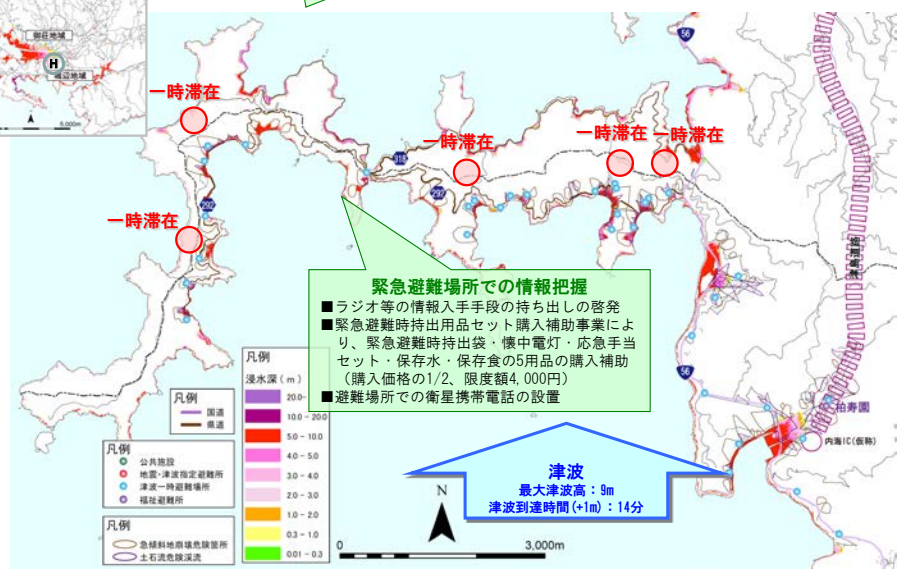 御荘地域
H
城辺地域
5,000m
56
一時滞在
一時滞在
一時滞在
一時滞在
一時滞在
318
292
292
緊急避難場所での情報把握
■ラジオ等の情報入手手段の持ち出しの啓発
■緊急避難時持出用品セット購入補助事業によ
り、緊急避難時持出袋・懐中電灯・応急手当
セット・保存水・保存食の5用品の購入補助
（購入価格の1/2、限度額4,000円）
■避難場所での衛星携帯電話の設置
凡例
国道
県道
凡例
公共施設
地震・津波指定避難所
津波一時避難場所
福祉避難所
凡例
急傾斜地崩壊危険箇所
土石流危険渓流
凡例
浸水深（m）
20.0-
10.0-20.0
5.0-10.0
4.0-5.0
3.0-4.0
2.0-3.0
1.0-2.0
0.3-1.0
0.01-0.3
56
柏寿園
内海IC(仮称)
津波
最大津波高：9m
津波到達時間(+1m)：14分
N
0
3,000m